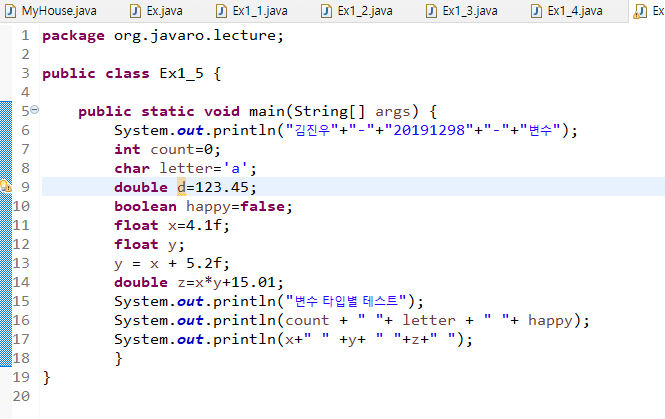 MyHouse.java Ex.java Ex1_1.java Ex1_2.java Ex1_3.java Ex1_4.java Ex
1 package org.javaro.lecture;
2
3 public class Ex1_5 {
4
5 public static void main(String[] args) {
6 System.out.println("김진우"+"-"+"20191298"+"-"+"변수");
7 int count=0;
8 char letter='a';
9 double d=123.45;
10 boolean happy=false;
11 float x=4.1f;
12 float y;
13 y = x + 5.2f;
14 double z=x*y+15.01;
15 System.out.println("변수 타입별 테스트");
16 System.out.println(count + " "+ letter + " "+ happy);
17 System.out.println(x+" " +y+ " "+z+" ");
18 }
19 }
20